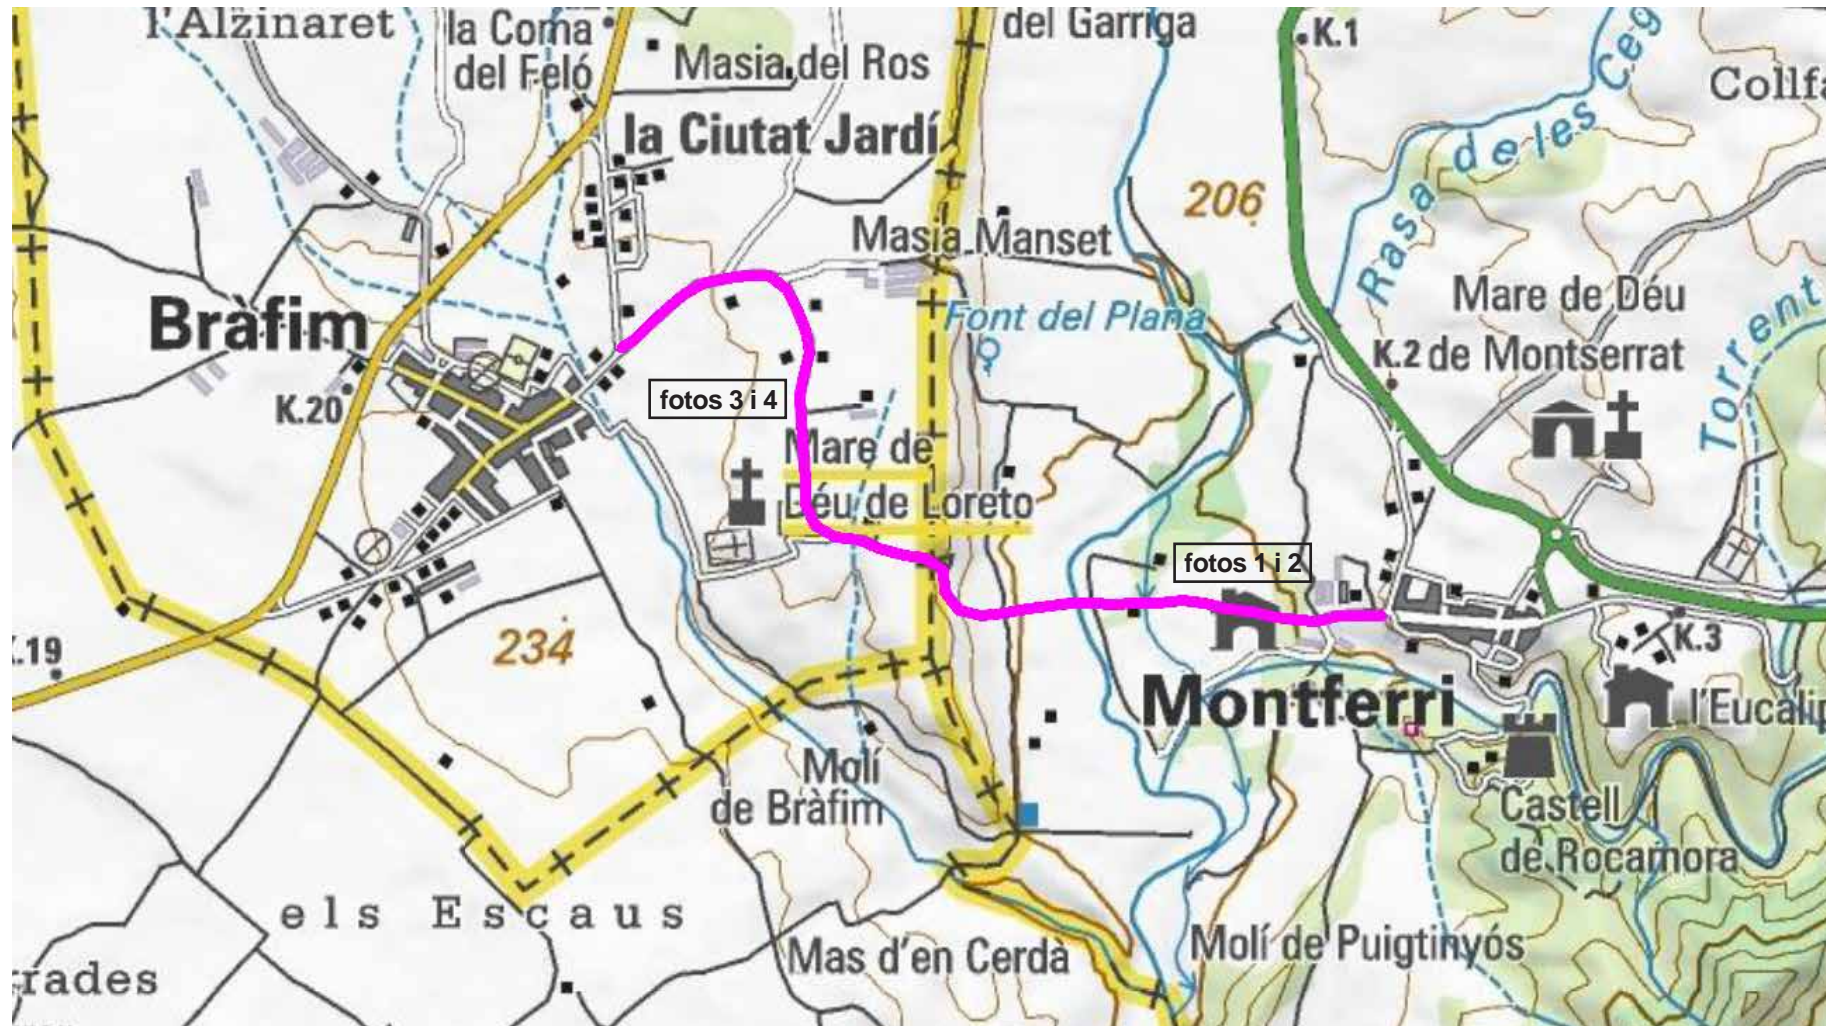 l'Alzinaret
la Coma
del Feló
Masia del Ros
la Ciutat Jardí
del Garriga
K.1
Collfa
Rasa de les Ceg
206
Masia Manset
Mare de Déu
de Montserrat
Torrent
Bràfim
Font del Plana
K.2
K.20
fotos 3 i 4
Mare de
Déu de Loreto
fotos 1 i 2
234
.19
K.3
Montferri
l'Eucalip
Molí
de Bràfim
Castell
de Rocamora
els Escaus
Mas d'en Cerdà
Molí de Puigtinyós
rrades